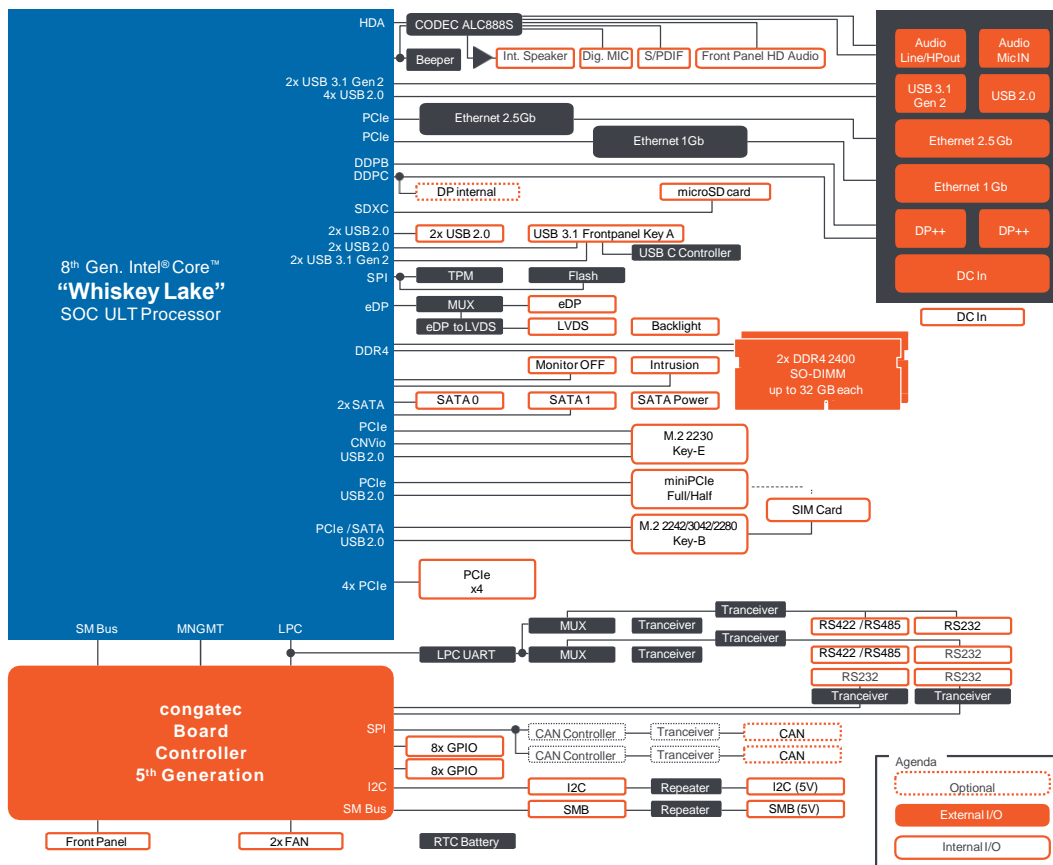 HDA
CODEC ALC888S
Beeper
Int. Speaker
Dig. MIC
S/PDIF
Front Panel HD Audio
Audio
Line/HPout
Audio
MicIN
2x USB 3.1 Gen 2
4x USB 2.0
USB 3.1
Gen 2
USB 2.0
PCIe
Ethernet 2.5Gb
PCIe
Ethernet 1Gb
Ethernet 2.5Gb
DDPB
DDPC
Ethernet 1Gb
DP internal
microSD card
SDXC
2x USB 2.0
2x USB 2.0
USB 3.1 Frontpanel Key A
DP++
DP++
2x USB 2.0
2x USB 3.1 Gen 2
USB C Controller
8th Gen. Intel® Core™
"Whiskey Lake"
SOC ULT Processor
SPI
TPM
Flash
DC In
eDP
MUX
eDP
DC In
eDP to LVDS
LVDS
Backlight
DDR4
2x DDR4 2400
SO-DIMM
up to 32 GB each
Monitor OFF
Intrusion
2x SATA
SATA 0
SATA 1
SATA Power
PCIe
CNVio
USB 2.0
M.2 2230
Key-E
PCIe
USB 2.0
miniPCIe
Full/Half
SIM Card
PCIe / SATA
USB 2.0
M.2 2242/3042/2280
Key-B
4x PCIe
PCIe
x4
SM Bus
MNGMT
LPC
Tranceiver
MUX
Tranceiver
RS422 / RS485
RS232
Tranceiver
LPC UART
MUX
Tranceiver
RS422 / RS485
RS232
RS232
RS232
Tranceiver
Tranceiver
congatec
Board
Controller
5th Generation
SPI
CAN Controller
Tranceiver
CAN
8x GPIO
CAN Controller
Tranceiver
CAN
8x GPIO
I2C
I2C
Repeater
I2C (5V)
SM Bus
SMB
Repeater
SMB (5V)
Front Panel
2x FAN
RTC Battery
Agenda
Optional
External I/O
Internal I/O